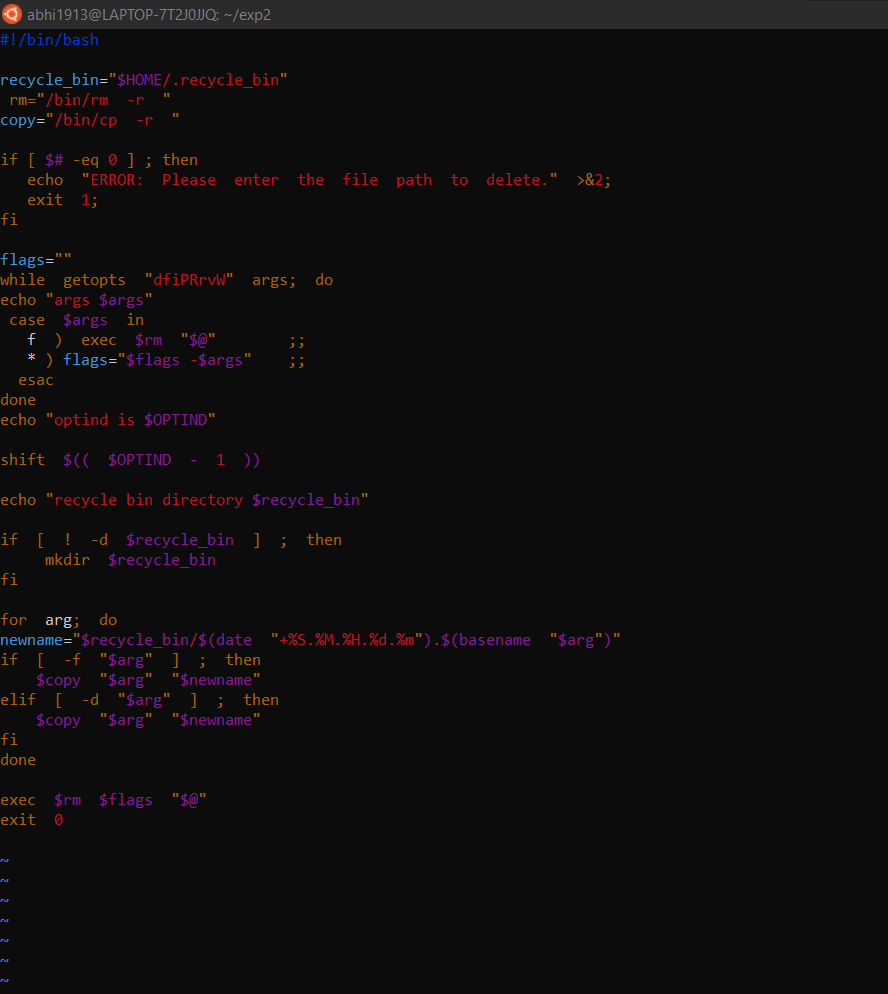 abhi1913@LAPTOP-7T2J0JJQ: ~/exp2
#!/bin/bash

recycle_bin="$HOME/.recycle_bin"
 rm="/bin/rm  -r  "
copy="/bin/cp  -r  "

if [ $# -eq 0 ] ; then
   echo  "ERROR:  Please  enter  the  file  path  to  delete."  >&2;
   exit  1;
fi

flags=""
while  getopts  "dfiPRrvW"  args;  do
echo "args $args"
 case  $args  in
   f  )  exec  $rm  "$@"        ;;
   * ) flags="$flags -$args"    ;;
  esac
done
echo "optind is $OPTIND"

shift  $((  $OPTIND  -  1  ))

echo "recycle bin directory $recycle_bin"

if  [  !  -d  $recycle_bin  ]  ;  then
     mkdir  $recycle_bin
fi

for  arg;  do
newname="$recycle_bin/$(date  "+%S.%M.%H.%d.%m").$(basename  "$arg")"
if  [  -f  "$arg"  ]  ;  then
    $copy  "$arg"  "$newname"
elif  [  -d  "$arg"  ]  ;  then
    $copy  "$arg"  "$newname"
fi
done

exec  $rm  $flags  "$@"
exit  0

~
~
~
~
~
~
~